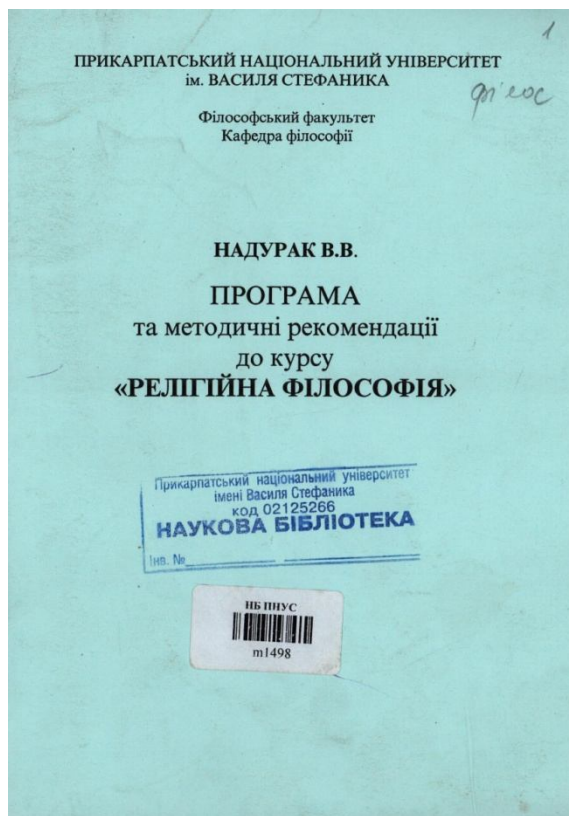 1
ПРИКАРПАТСЬКИЙ НАЦІОНАЛЬНИЙ УНІВЕРСИТЕТ
ім. ВАСИЛЯ СТЕФАНИКА
філос
Філософський факультет
Кафедра філософії
НАДУРАК В.В.
ПРОГРАМА
та методичні рекомендації
до курсу
«РЕЛІГІЙНА ФІЛОСОФІЯ»
Прикарпатський національний університет
імені Василя Стефаника
код 02125266
НАУКОВА БІБЛІОТЕКА
Інв. №
НБ ПНУС
m1498